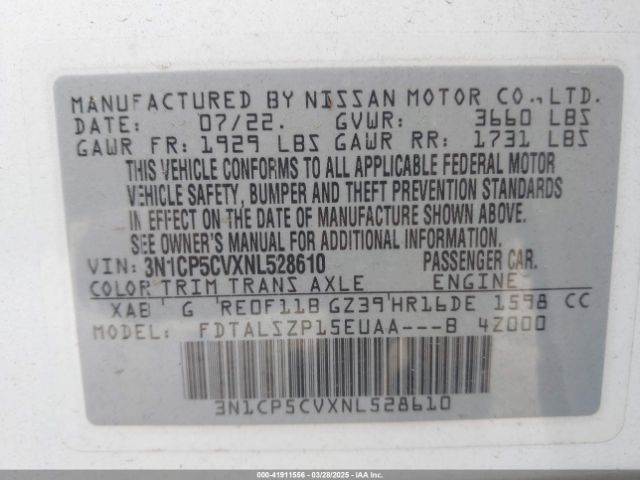 MANUFACTURED BY NISSAN MOTOR CO., LTD.
DATE: 07/22. GVWR: 3660 LBS
GAWR FR: 1929 LBS GAWR RR: 1731 LBS
THIS VEHICLE CONFORMS TO ALL APPLICABLE FEDERAL MOTOR
VEHICLE SAFETY, BUMPER AND THEFT PREVENTION STANDARDS
IN EFFECT ON THE DATE OF MANUFACTURE SHOWN ABOVE.
SEE OWNER'S MANUAL FOR ADDITIONAL INFORMATION.
VIN: 3N1CP5CVXNL528610 PASSENGER CAR.
COLOR TRIM TRANS AXLE ENGINE
XAB G RE0F11B GZ39 HR16DE 1598 CC
MODEL: FDTALSZP15EUAA---B 4Z000
3N1CP5CVXNL528610
000-41911556 - 03/28/2025 - IAAI.COM